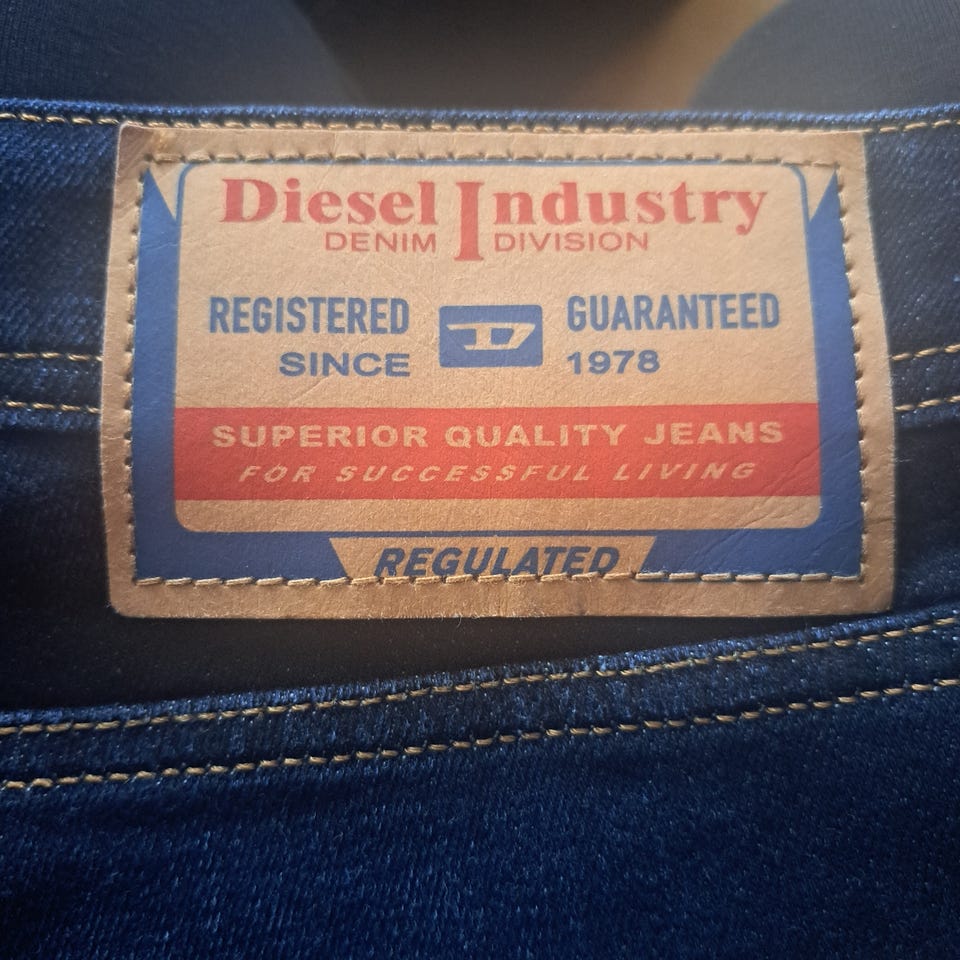 Diesel Industry
DENIM DIVISION
REGISTERED D GUARANTEED
SINCE 1978
SUPERIOR QUALITY JEANS
FOR SUCCESSFUL LIVING
REGULATED